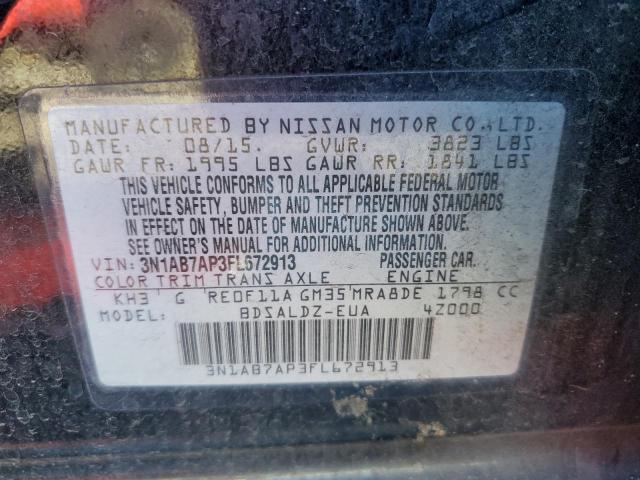 MANUFACTURED BY NISSAN MOTOR CO., LTD.
DATE: 08/15. GVWR: 3823 LBS
GAWR FR: 1995 LBS GAWR RR: 1841 LBS
THIS VEHICLE CONFORMS TO ALL APPLICABLE FEDERAL MOTOR
VEHICLE SAFETY, BUMPER AND THEFT PREVENTION STANDARDS
IN EFFECT ON THE DATE OF MANUFACTURE SHOWN ABOVE.
SEE OWNER'S MANUAL FOR ADDITIONAL INFORMATION.
VIN: 3N1AB7AP3FL672913 PASSENGER CAR.
COLOR TRIM TRANS AXLE ENGINE
KH3 G RE0F11A GM35 MRA8DE 1798 CC
MODEL: BDSALDZ-EUA 4Z000
3N1AB7AP3FL672913